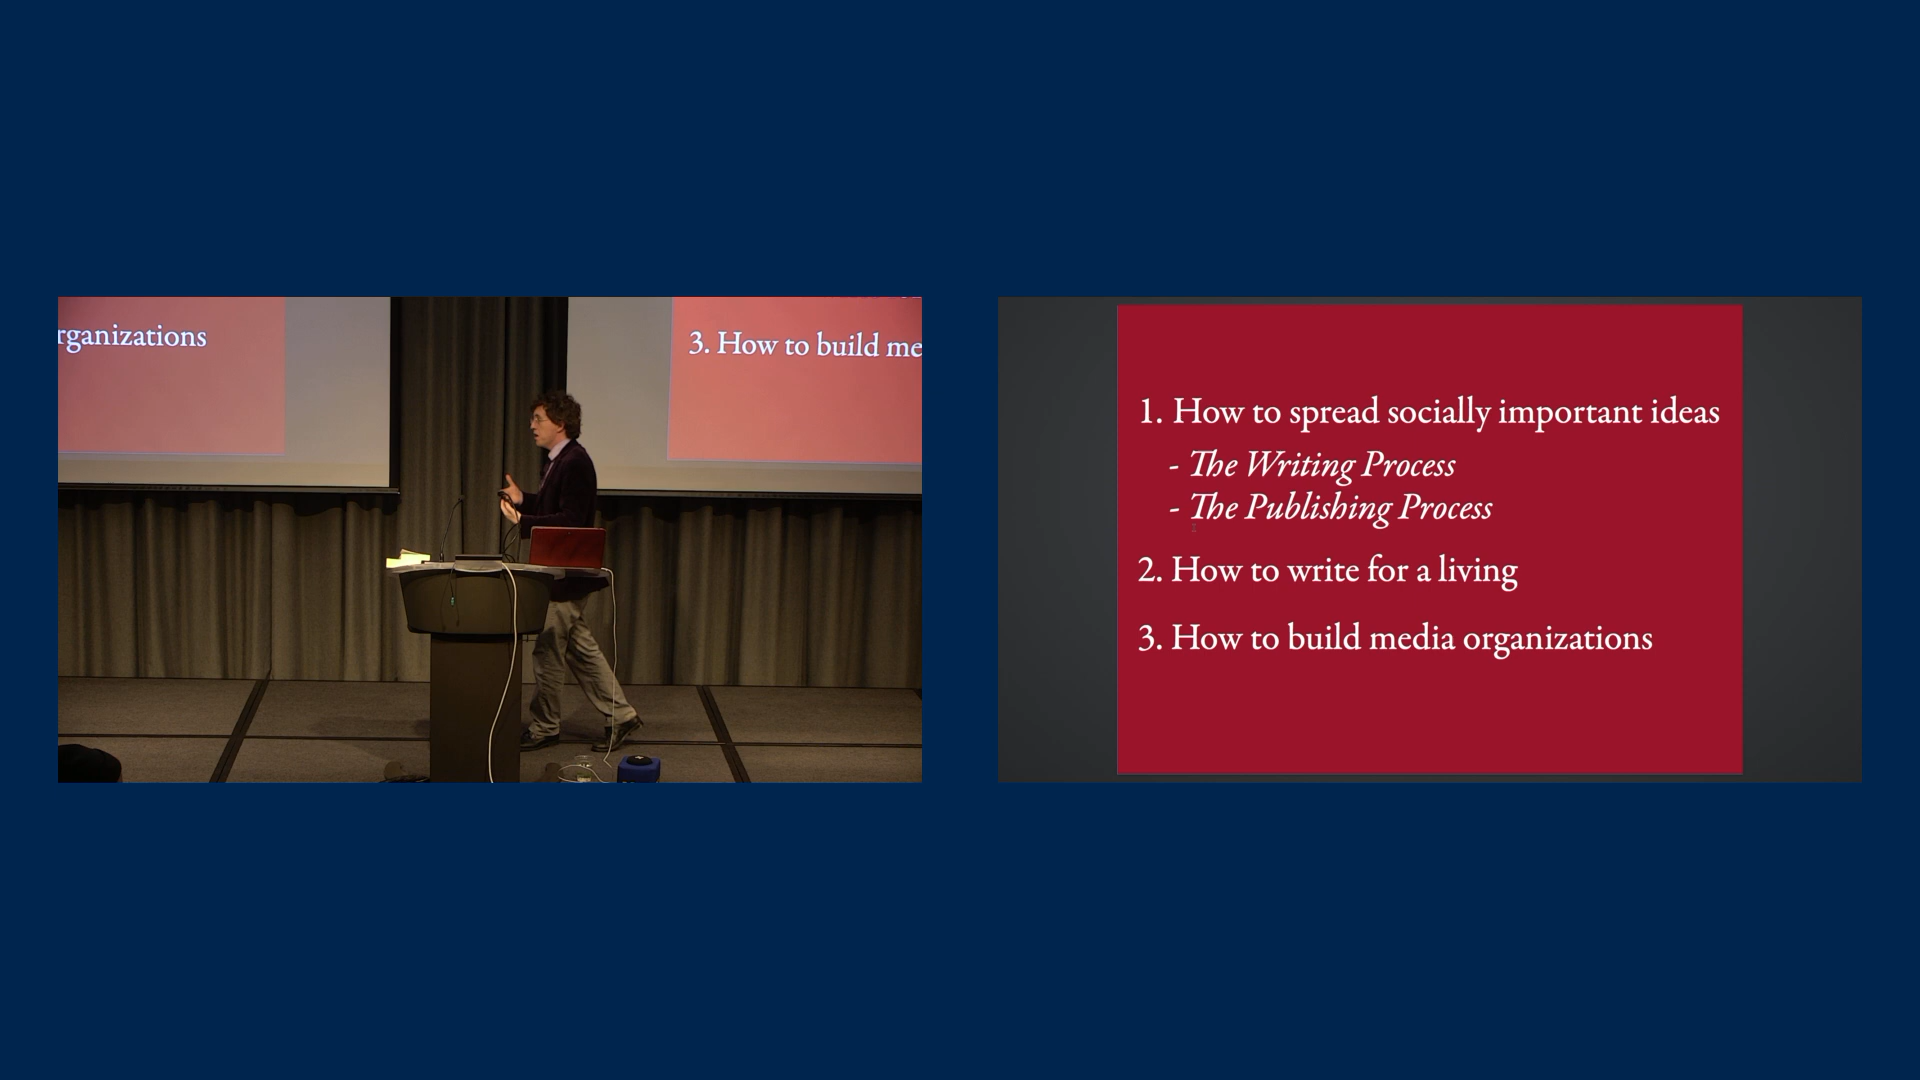 rganizations
3. How to build me
1. How to spread socially important ideas
- The Writing Process
- The Publishing Process
2. How to write for a living
3. How to build media organizations